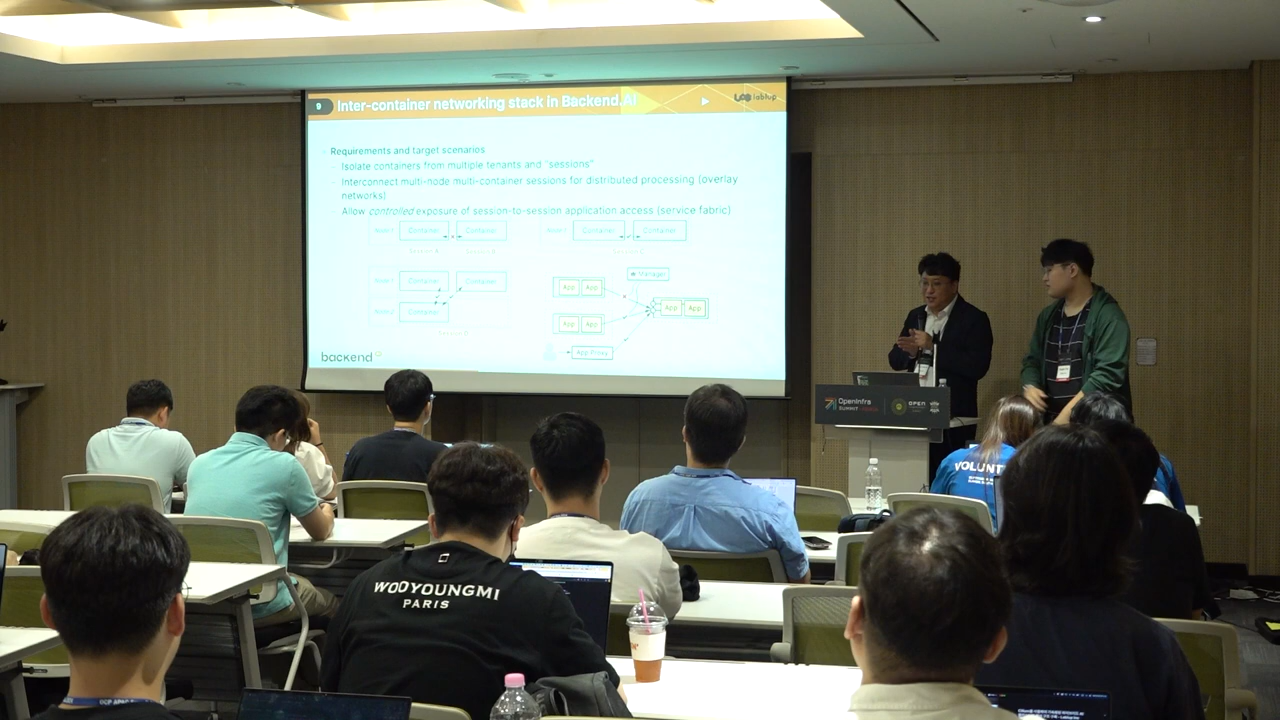 9 Inter-container networking stack in Backend.AI
lablup
Requirements and target scenarios
Isolate containers from multiple tenants and "sessions"
Interconnect multi-node multi-container sessions for distributed processing (overlay
networks)
Allow controlled exposure of session-to-session application access (service fabric)
Container Container
Container Container
Container Container
Container
Manager
App App
App App
App App
App Proxy
backend
OpenInfra
SUMMIT
OPEN
VOLUNT
WOOYOUNGMI
PARIS